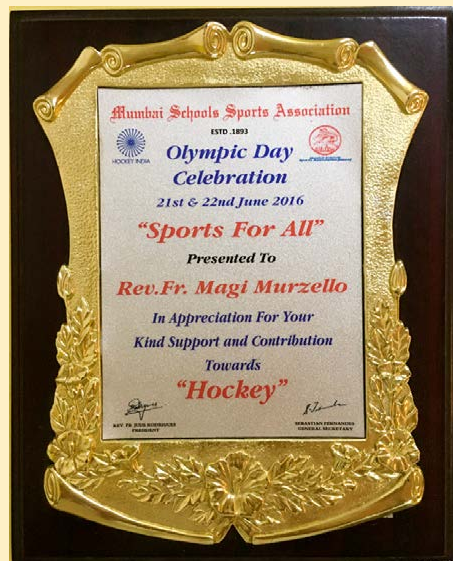 Mumbai Schools Sports Association
ESTD .1893
HOCKEY INDIA
Olympic Day
Celebration
21st & 22nd June 2016
“Sports For All”
Presented To
Rev.Fr. Magi Murzello
In Appreciation For Your
Kind Support and Contribution
Towards
“Hockey”
REV. FR. JUDE RODRIGUES
PRESIDENT
SEBASTIAN FERNANDES
GENERAL SECRETARY